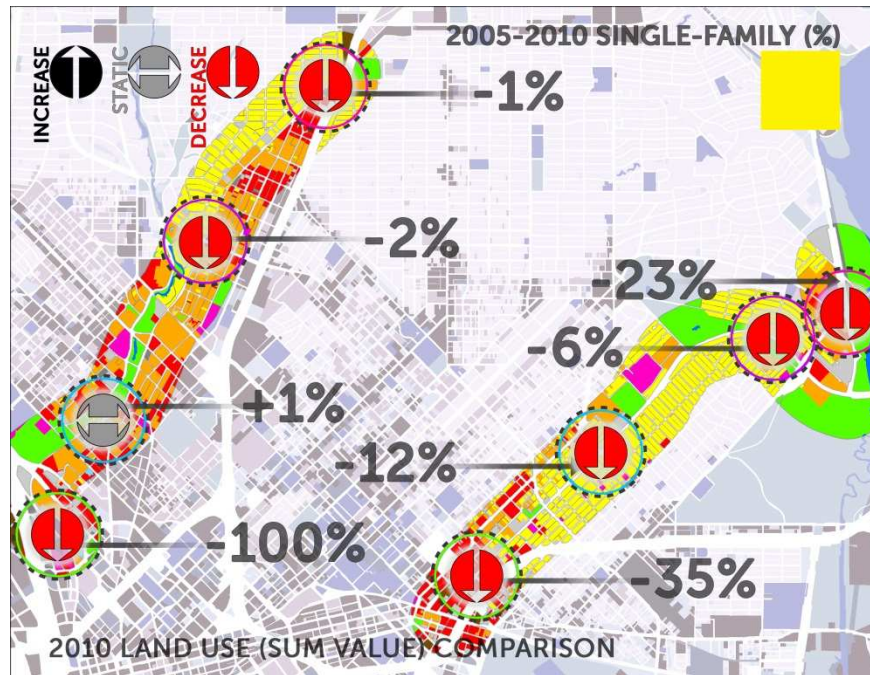 2005-2010 SINGLE-FAMILY (%)
INCREASE
STATIC
DECREASE
-1%
-2%
-23%
-6%
+1%
-12%
-100%
-35%
2010 LAND USE (SUM VALUE) COMPARISON